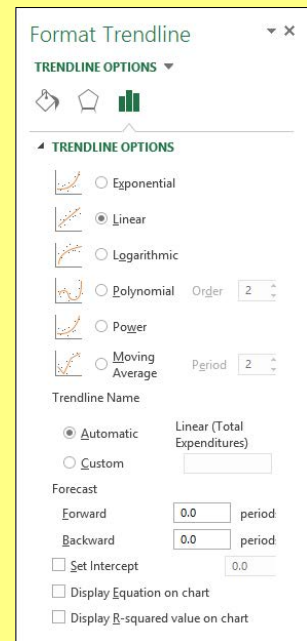 Format Trendline
TRENDLINE OPTIONS
TRENDLINE OPTIONS
Exponential
Linear
Logarithmic
Polynomial Order 2
Power
Moving
Average Period 2
Trendline Name
Automatic Linear (Total
Expenditures)
Custom
Forecast
Forward 0.0 period
Backward 0.0 period
Set Intercept 0.0
Display Equation on chart
Display R-squared value on chart